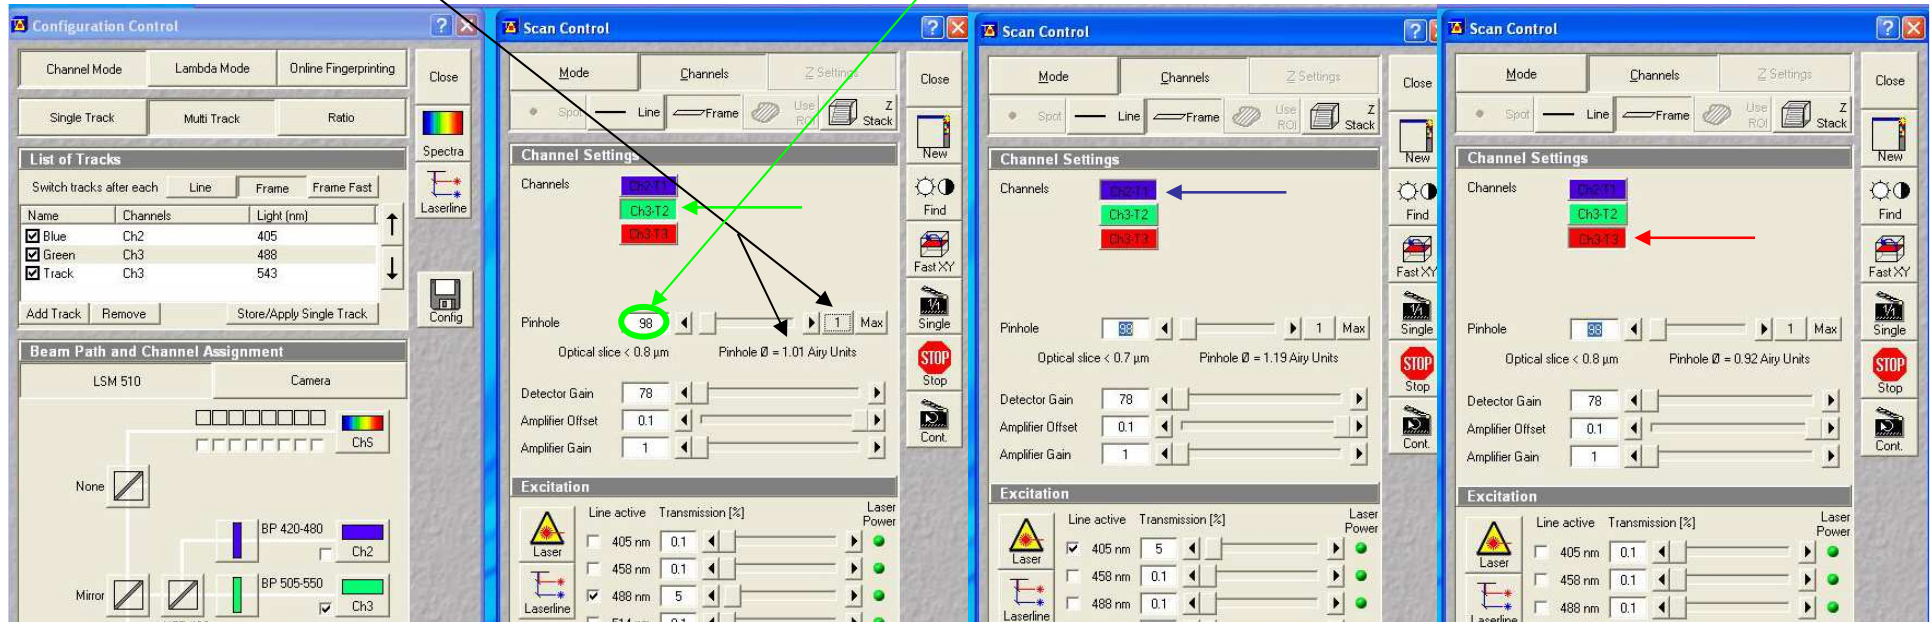 Configuration Control
Channel Mode Lambda Mode Online Fingerprinting Close
Single Track Multi Track Ratio
Spectra
List of Tracks
Switch tracks after each Line Frame Frame Fast
Laserline
Name Channels Light (nm)
Blue Ch2 405
Green Ch3 488
Track Ch3 543
Add Track Remove Store/Apply Single Track Config
Beam Path and Channel Assignment
LSM 510 Camera
ChS
None
BP 420-480
Ch2
BP 505-550
Mirror Ch3
Scan Control
Mode Channels Z Settings Close
Spot Line Frame Use ROI Z Stack
New
Channel Settings
Channels Ch2-T1
Ch3-T2
Ch3-T3
Find
Fast XY
Pinhole 98 1 Max
1/1
Single
Optical slice < 0.8 µm Pinhole Ø = 1.01 Airy Units
STOP
Stop
Detector Gain 78
Amplifier Offset 0.1
Amplifier Gain 1
Cont.
Excitation
Line active Transmission [%] Laser Power
Laser
405 nm 0.1
458 nm 0.1
488 nm 5
514 nm 0.1
Laserline
Scan Control
Mode Channels Z Settings Close
Spot Line Frame Use ROI Z Stack
New
Channel Settings
Channels Ch2-T1
Ch3-T2
Ch3-T3
Find
Fast XY
Pinhole 98 1 Max
1/1
Single
Optical slice < 0.7 µm Pinhole Ø = 1.19 Airy Units
STOP
Stop
Detector Gain 78
Amplifier Offset 0.1
Amplifier Gain 1
Cont.
Excitation
Line active Transmission [%] Laser Power
Laser
405 nm 5
458 nm 0.1
488 nm 0.1
Laserline
Scan Control
Mode Channels Z Settings Close
Spot Line Frame Use ROI Z Stack
New
Channel Settings
Channels Ch2-T1
Ch3-T2
Ch3-T3
Find
Fast XY
Pinhole 98 1 Max
1/1
Single
Optical slice < 0.8 µm Pinhole Ø = 0.92 Airy Units
STOP
Stop
Detector Gain 78
Amplifier Offset 0.1
Amplifier Gain 1
Cont.
Excitation
Line active Transmission [%] Laser Power
Laser
405 nm 0.1
458 nm 0.1
488 nm 0.1
Laserline